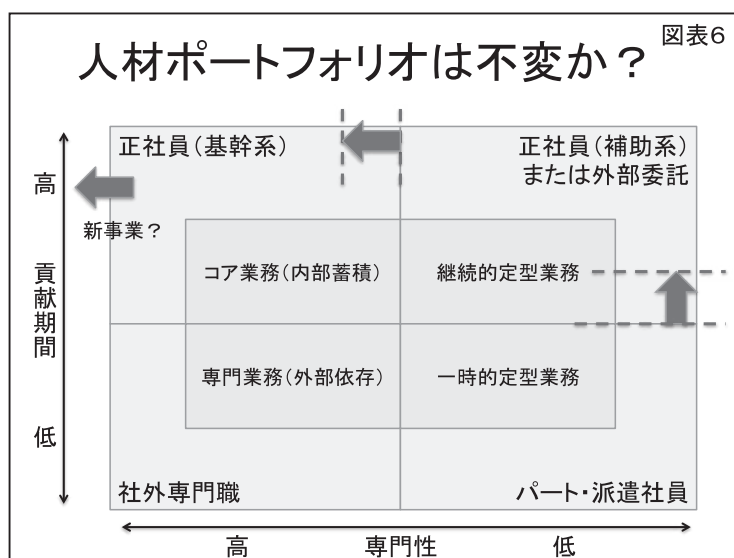 図表6
人材ポートフォリオは不変か？
正社員（基幹系）
正社員（補助系）
または外部委託
高
新事業？
コア業務（内部蓄積）
継続的定型業務
貢献期間
専門業務（外部依存）
一時的定型業務
低
社外専門職
パート・派遣社員
高
専門性
低